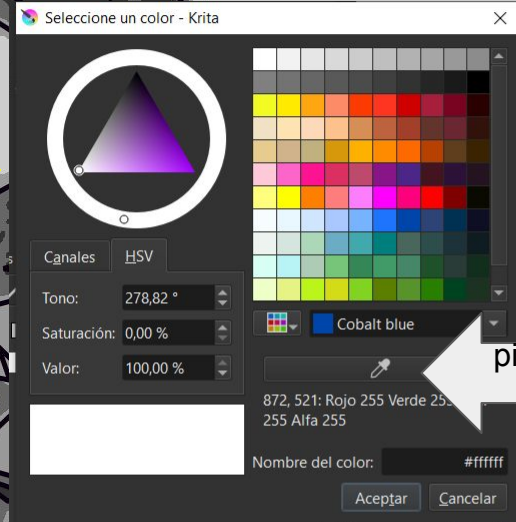 Seleccione un color - Krita
Canales HSV
Tono: 278,82 °
Saturación: 0,00 %
Valor: 100,00 %
Cobalt blue
872, 521: Rojo 255 Verde
255 Alfa 255
Nombre del color: #ffffff
Aceptar Cancelar